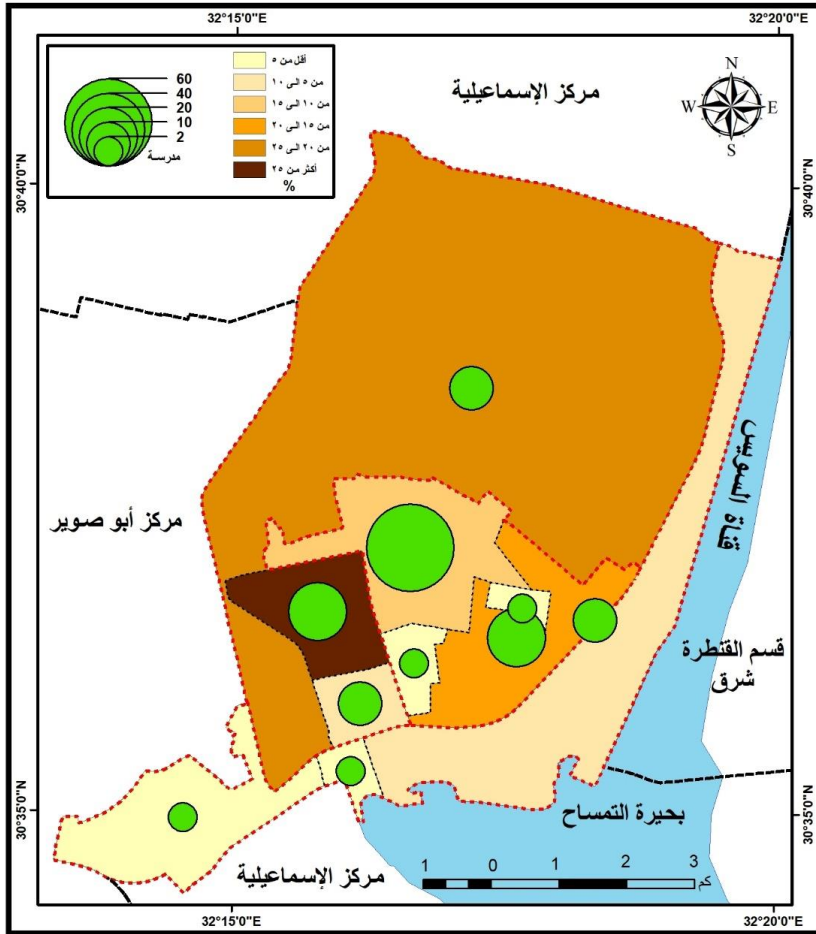 32°15'0"E
32°20'0"E
60
40
20
10
2
مدرسة
أقل من ٥
من ٥ الى ١٠
من ١٠ الى ١٥
من ١٥ الى ٢٠
من ٢٠ الى ٢٥
أكثر من ٢٥
%
مركز الإسماعيلية
N
W
E
S
30°40'0"N
30°40'0"N
قناة السويس
مركز أبو صوير
قسم القنطرة
شرق
30°35'0"N
30°35'0"N
بحيرة التمساح
مركز الإسماعيلية
1 0 1 2 3
كم
32°15'0"E
32°20'0"E